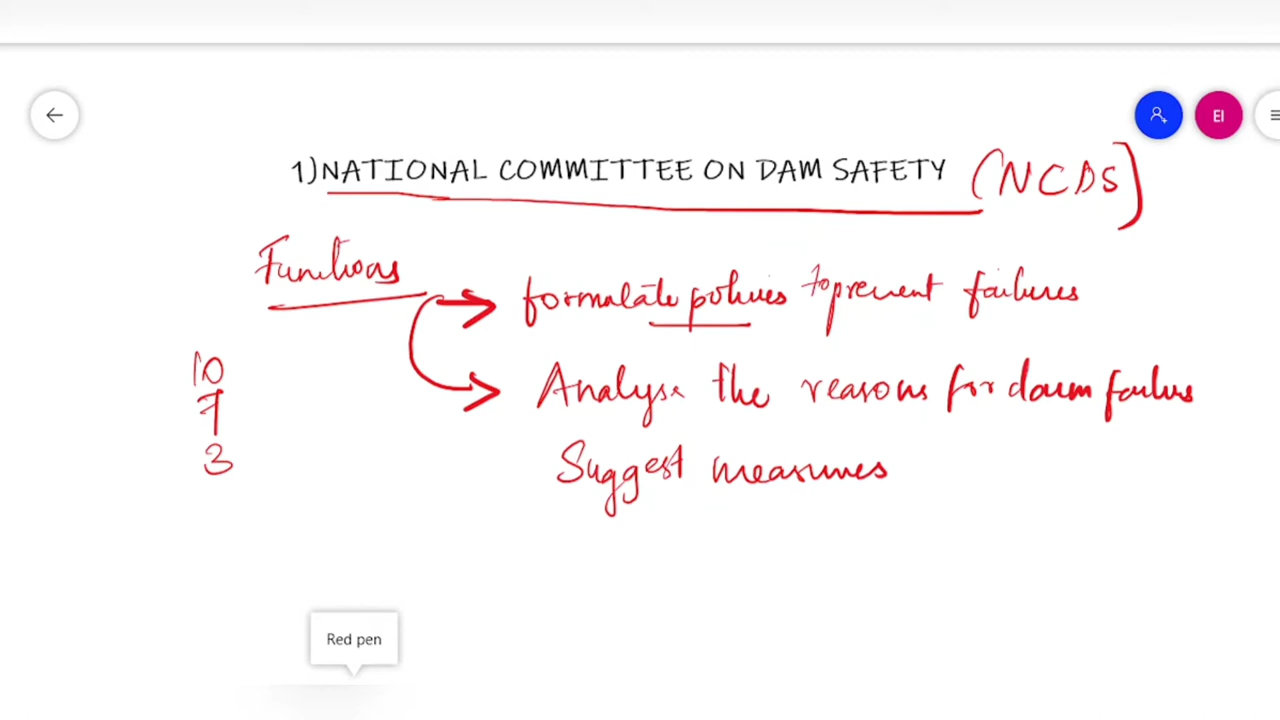 EI
1)NATIONAL COMMITTEE ON DAM SAFETY (NCDS)
Functions
formulate policies to prevent failures
10
7
3
Analyse the reasons for dam failures
Suggest measures
Red pen